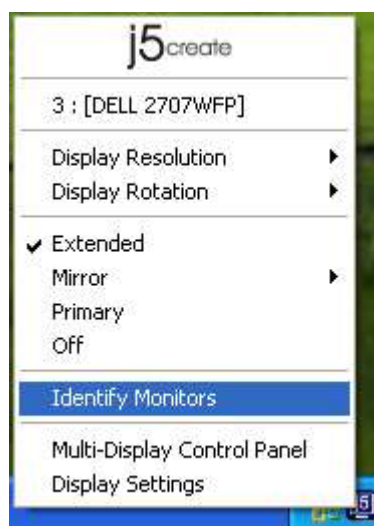 j5create
3 : [DELL 2707WFP]
Display Resolution
Display Rotation
Extended
Mirror
Primary
Off
Identify Monitors
Multi-Display Control Panel
Display Settings
5